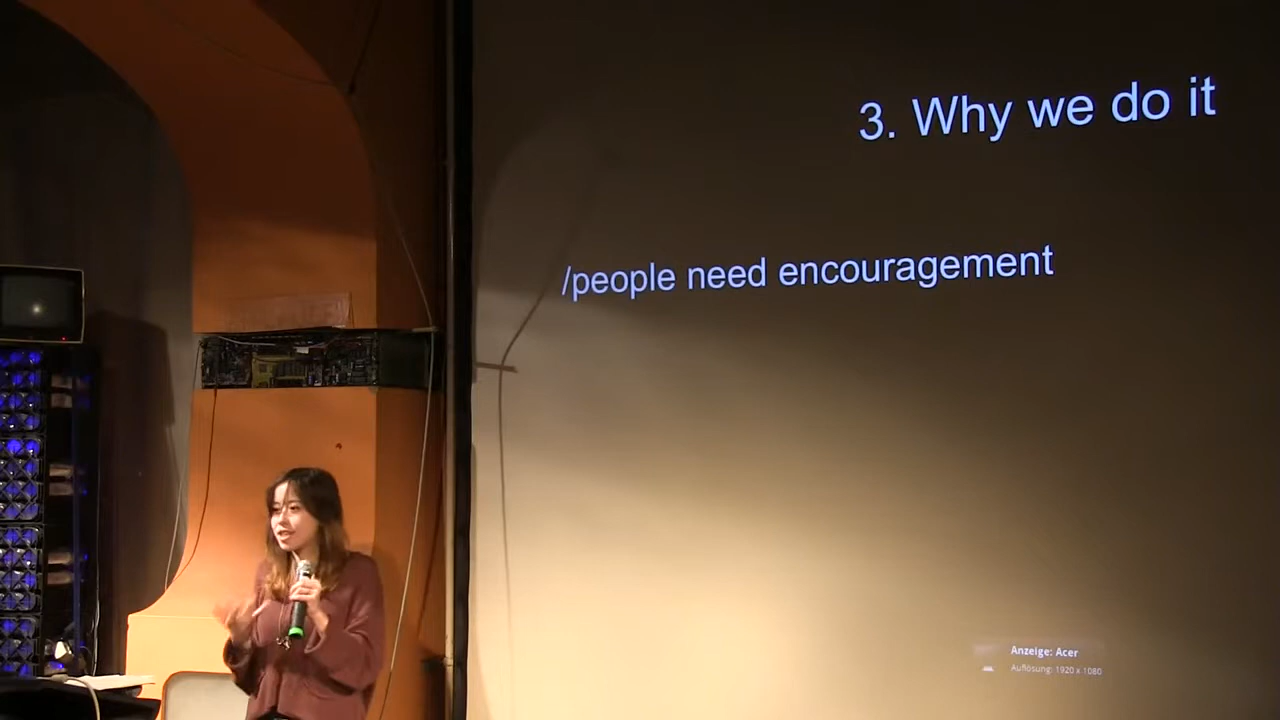 3. Why we do it
/people need encouragement
Anzeige: Acer
Auflösung: 1920 x 1080